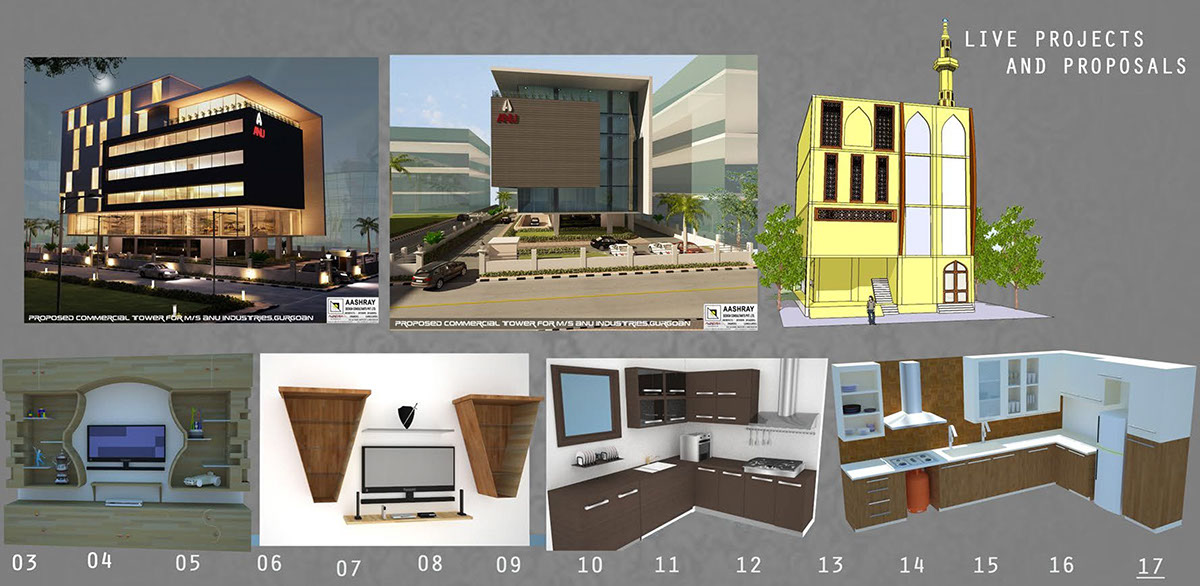 LIVE PROJECTS
AND PROPOSALS
A
ANU
AASHRAY
PROPOSED COMMERCIAL TOWER FOR M/S ANU INDUSTRIES,GURGOAN
A
ANU
AASHRAY
PROPOSED COMMERCIAL TOWER FOR M/S ANU INDUSTRIES,GURGOAN
03 04 05 06 07 08 09 10 11 12 13 14 15 16 17